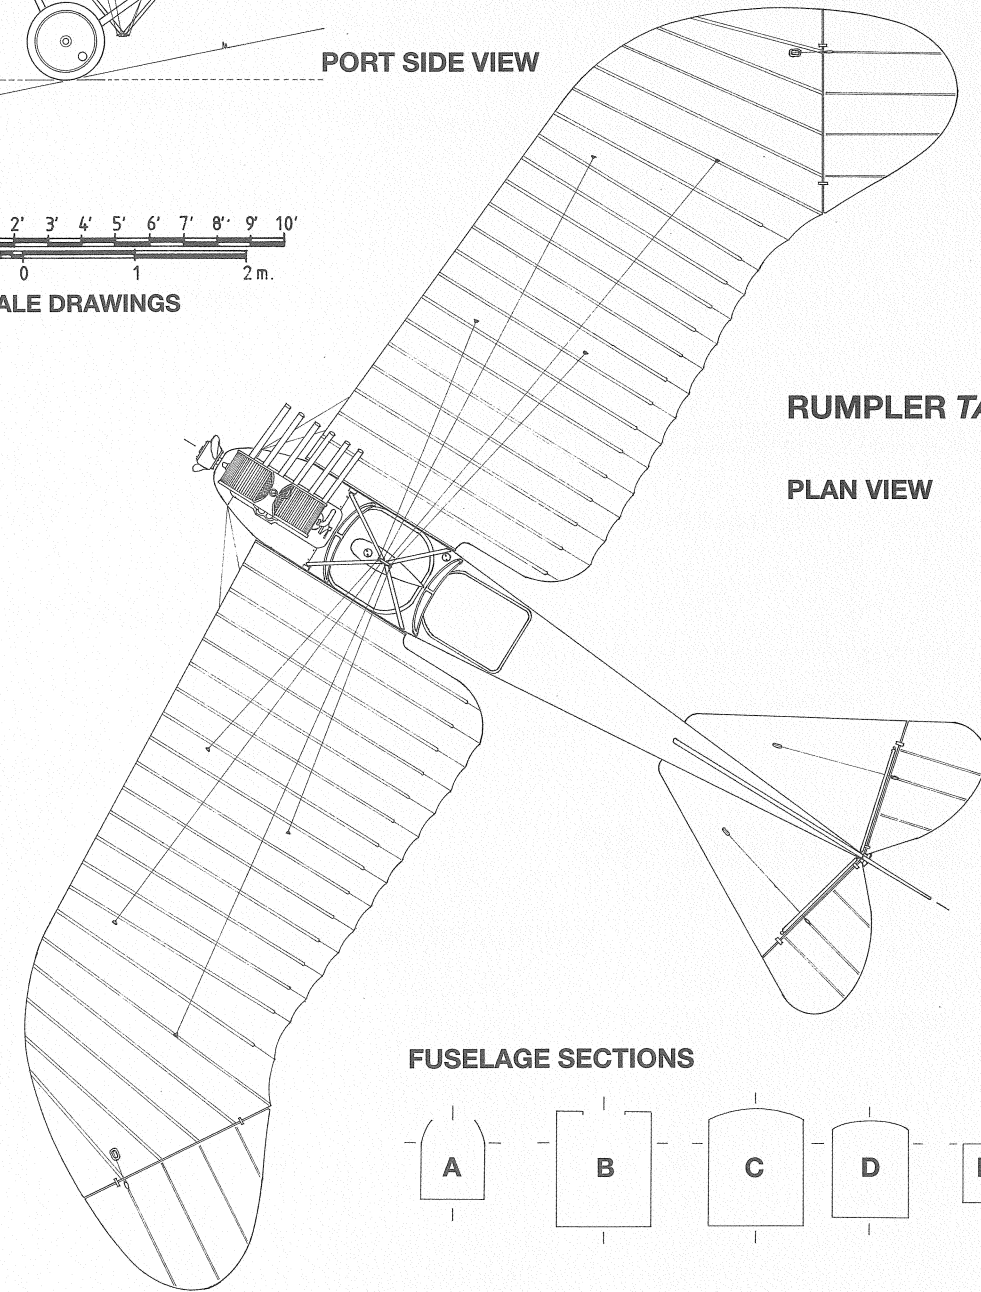 PORT SIDE VIEW
2' 3' 4' 5' 6' 7' 8' 9' 10'
0 1 2 m.
ALE DRAWINGS
RUMPLER TA
PLAN VIEW
FUSELAGE SECTIONS
A B C D